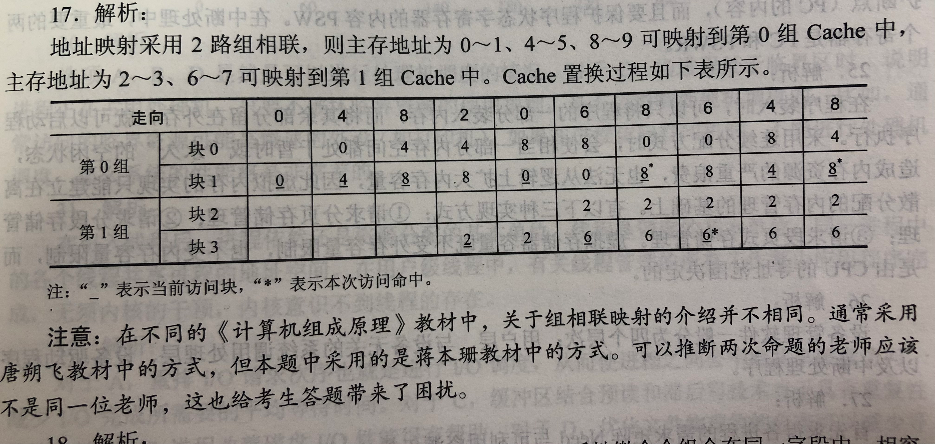 17．解析：
地址映射采用 2 路组相联，则主存地址为 0～1、4～5、8～9 可映射到第 0 组 Cache 中，
主存地址为 2～3、6～7 可映射到第 1 组 Cache 中。Cache 置换过程如下表所示。
走向 0 4 8 2 0 6 8 6 4 8
第 0 组
块 0 0 4 4 8 8 0 0 8 4
块 1 0 4 8 8 0 0 8* 8 4 8*
第 1 组
块 2 2 2 2 2 2
块 3 2 2 6 6 6* 6 6
注：“_”表示当前访问块，“*”表示本次访问命中。
注意：在不同的《计算机组成原理》教材中，关于组相联映射的介绍并不相同。通常采用
唐朔飞教材中的方式，但本题中采用的是蒋本珊教材中的方式。可以推断两次命题的老师应该
不是同一位老师，这也给考生答题带来了困扰。
18．解析：